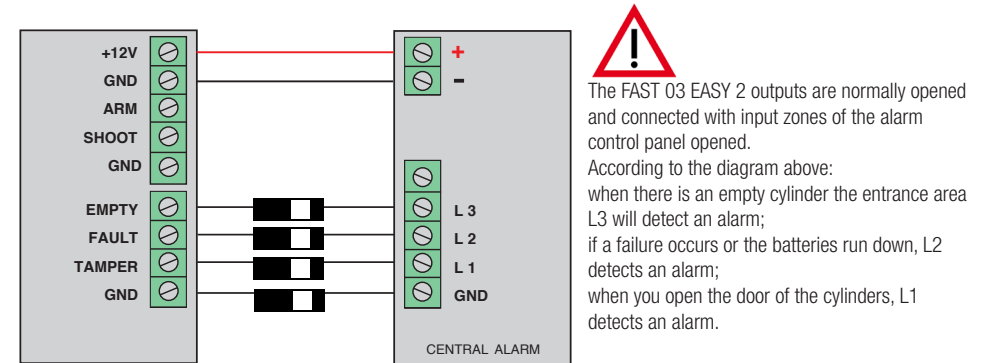 +12V
GND
ARM
SHOOT
GND
EMPTY
FAULT
TAMPER
GND
+
-
L 3
L 2
L 1
GND
CENTRAL ALARM
!
The FAST 03 EASY 2 outputs are normally opened
and connected with input zones of the alarm
control panel opened.
According to the diagram above:
when there is an empty cylinder the entrance area
L3 will detect an alarm;
if a failure occurs or the batteries run down, L2
detects an alarm;
when you open the door of the cylinders, L1
detects an alarm.